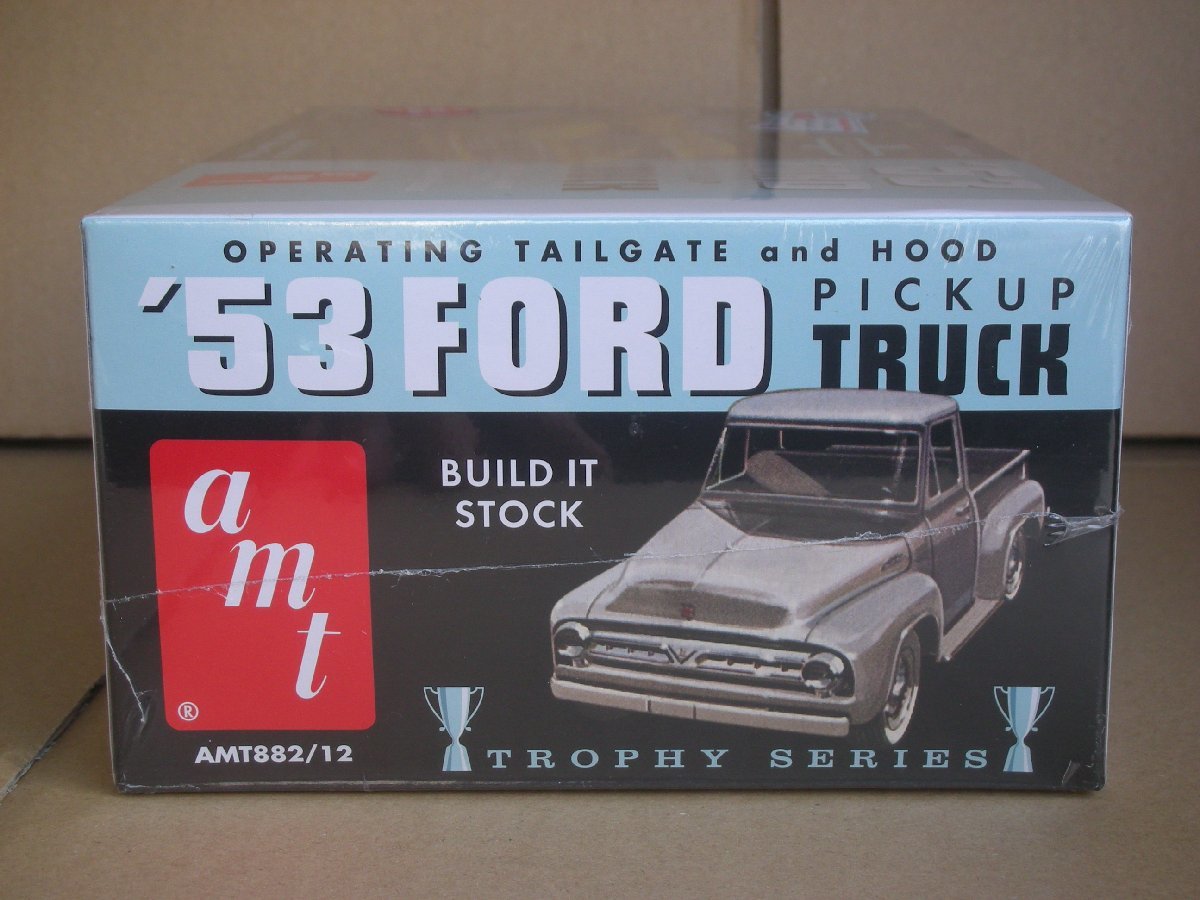 OPERATING TAILGATE and HOOD
'53 FORD
PICKUP
TRUCK
amt
®
BUILD IT
STOCK
AMT882/12
TROPHY SERIES